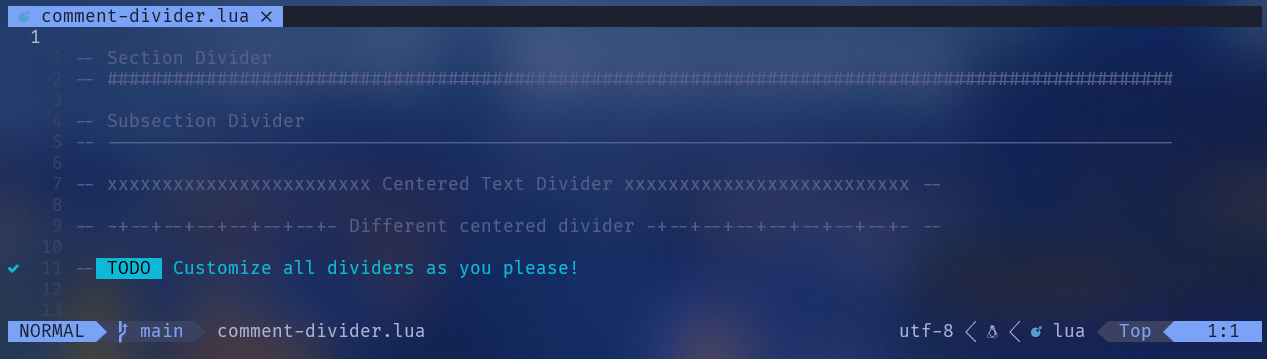 comment-divider.lua ×
1
1 -- Section Divider
2 -- #################################################################################################
3
4 -- Subsection Divider
5 -- -------------------------------------------------------------------------------------------------
6
7 -- xxxxxxxxxxxxxxxxxxxxxxxx Centered Text Divider xxxxxxxxxxxxxxxxxxxxxxxxxx --
8
9 -- -+--+--+--+--+--+--+- Different centered divider -+--+--+--+--+--+--+--+- --
10
11 -- TODO Customize all dividers as you please!
12
13
NORMAL main comment-divider.lua utf-8 lua Top 1:1